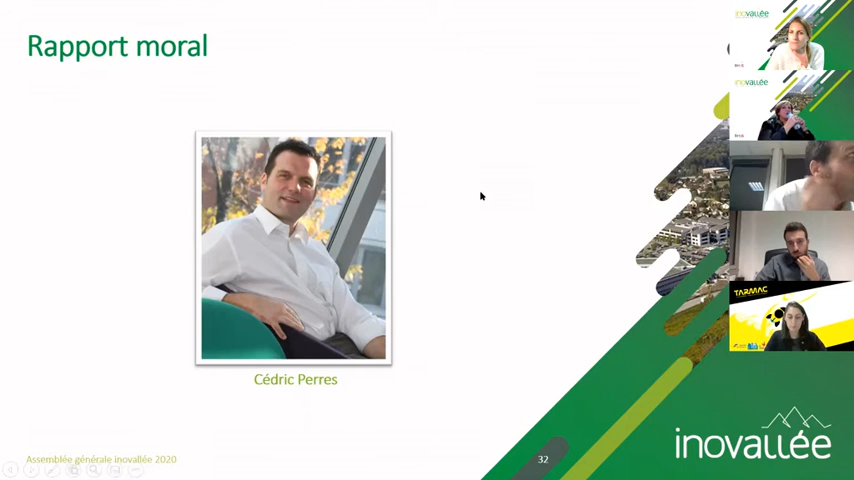 Rapport moral
Cédric Perres
Assemblée générale inovallée 2020
32
inovallée
inovallée
inovallée
TARMAC